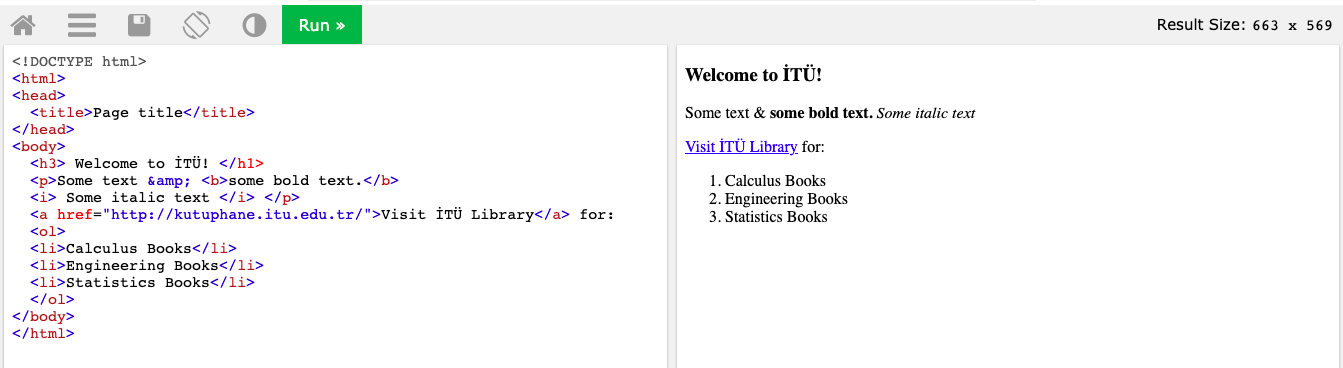 Run »
Result Size: 663 x 569
<!DOCTYPE html>
<html>
<head>
  <title>Page title</title>
</head>
<body>
  <h3> Welcome to İTÜ! </h1>
  <p>Some text &amp; <b>some bold text.</b>
  <i> Some italic text </i> </p>
  <a href="http://kutuphane.itu.edu.tr/">Visit İTÜ Library</a> for:
  <ol>
  <li>Calculus Books</li>
  <li>Engineering Books</li>
  <li>Statistics Books</li>
  </ol>
</body>
</html>
Welcome to İTÜ!
Some text & some bold text. Some italic text
Visit İTÜ Library for:
1. Calculus Books
2. Engineering Books
3. Statistics Books